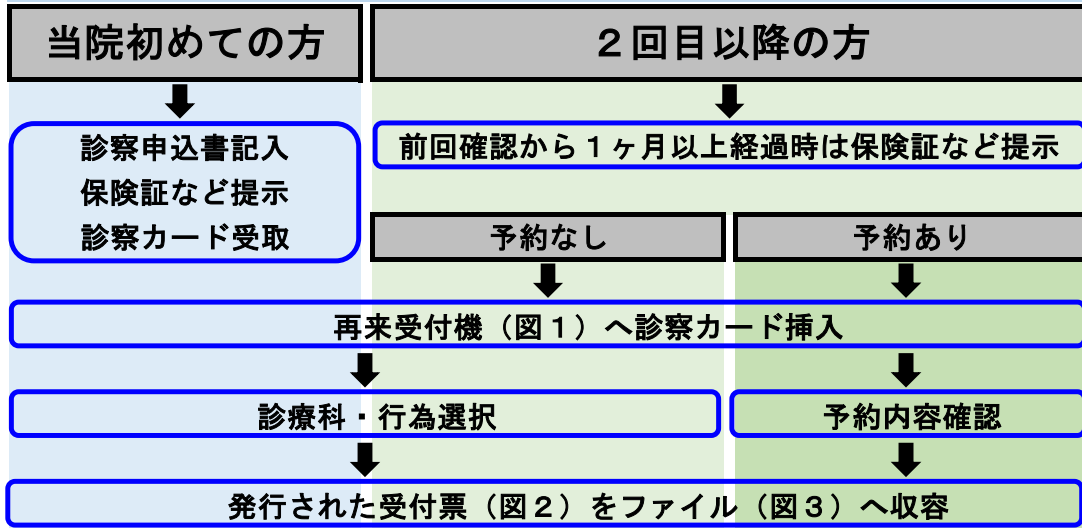 当院初めての方
２回目以降の方
診察申込書記入
保険証など提示
診察カード受取
前回確認から１ヶ月以上経過時は保険証など提示
予約なし
予約あり
再来受付機（図１）へ診察カード挿入
診療科・行為選択
予約内容確認
発行された受付票（図２）をファイル（図３）へ収容